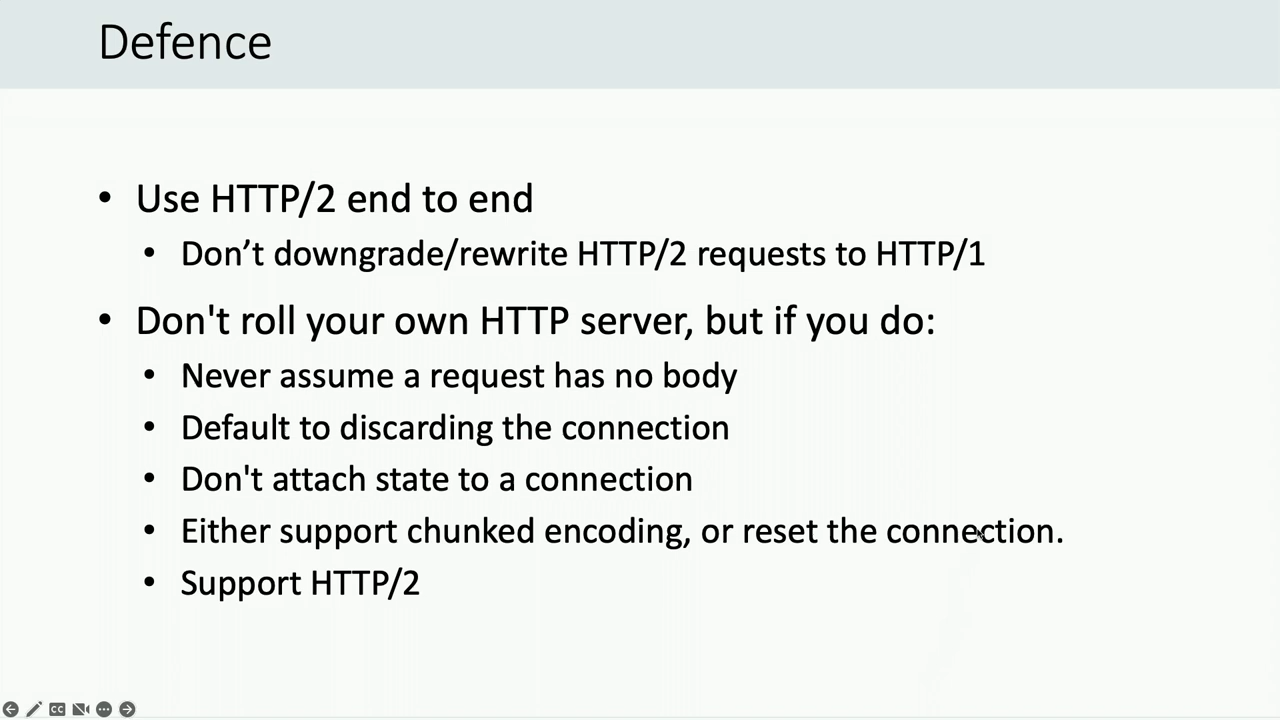 Defence
• Use HTTP/2 end to end
• Don’t downgrade/rewrite HTTP/2 requests to HTTP/1
• Don't roll your own HTTP server, but if you do:
• Never assume a request has no body
• Default to discarding the connection
• Don't attach state to a connection
• Either support chunked encoding, or reset the connection.
• Support HTTP/2
CC